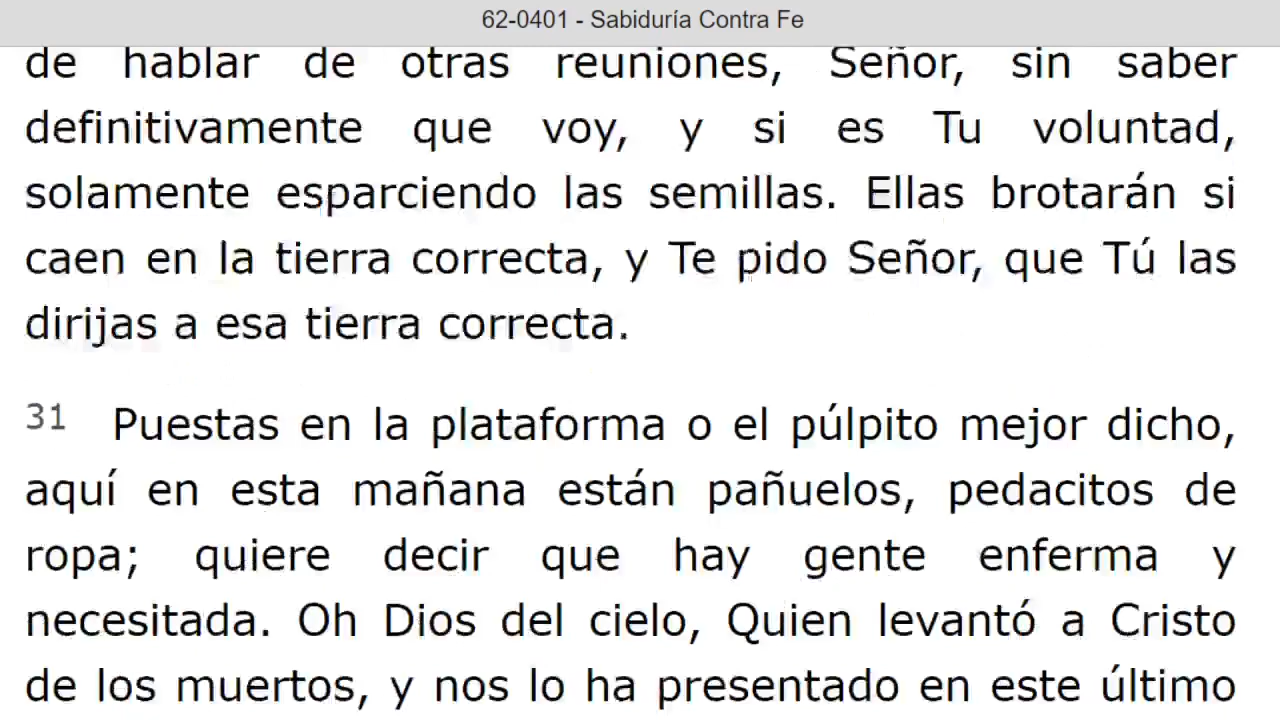 62-0401 - Sabiduría Contra Fe
de hablar de otras reuniones, Señor, sin saber
definitivamente que voy, y si es Tu voluntad,
solamente esparciendo las semillas. Ellas brotarán si
caen en la tierra correcta, y Te pido Señor, que Tú las
dirijas a esa tierra correcta.
31 Puestas en la plataforma o el púlpito mejor dicho,
aquí en esta mañana están pañuelos, pedacitos de
ropa; quiere decir que hay gente enferma y
necesitada. Oh Dios del cielo, Quien levantó a Cristo
de los muertos, y nos lo ha presentado en este último